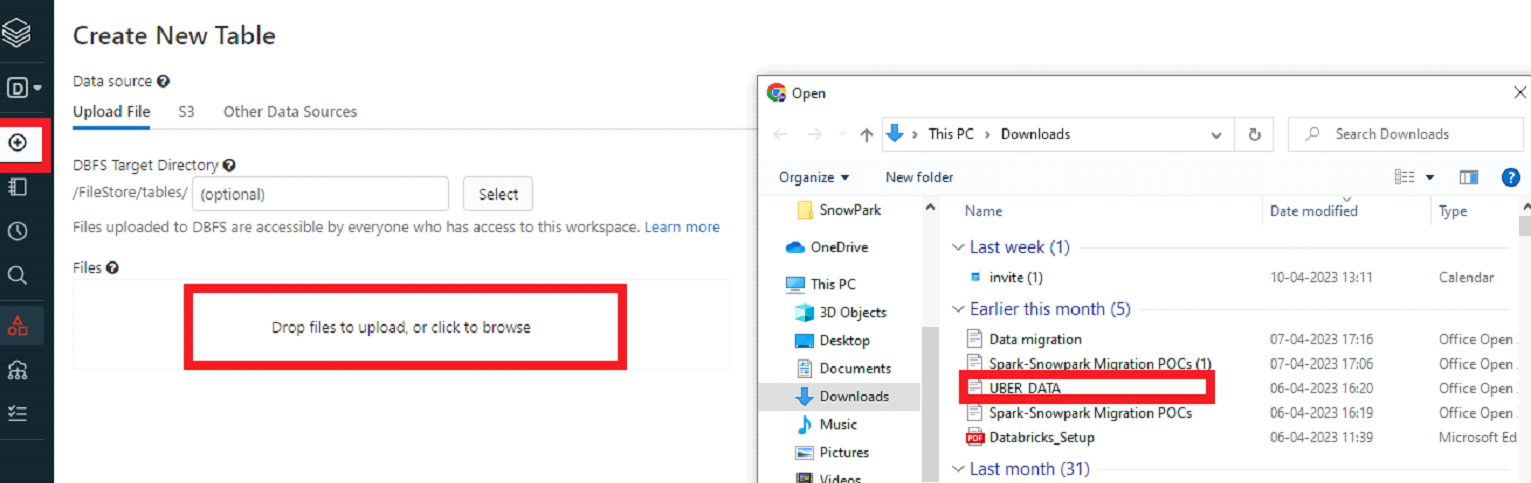 Create New Table
D
Data source ?
Upload File S3 Other Data Sources
DBFS Target Directory ?
/FileStore/tables/ (optional) Select
Files uploaded to DBFS are accessible by everyone who has access to this workspace. Learn more
Files ?
Drop files to upload, or click to browse
Open
This PC > Downloads
Search Downloads
Organize New folder
?
SnowPark
OneDrive
This PC
3D Objects
Desktop
Documents
Downloads
Music
Pictures
Videos
Name Date modified Type
Last week (1)
invite (1) 10-04-2023 13:11 Calendar
Earlier this month (5)
Data migration 07-04-2023 17:16 Office Open
Spark-Snowpark Migration POCs (1) 07-04-2023 17:06 Office Open
UBER_DATA 06-04-2023 16:20 Office Open
Spark-Snowpark Migration POCs 06-04-2023 16:19 Office Open
PDF Databricks_Setup 06-04-2023 11:39 Microsoft Ed
Last month (31)